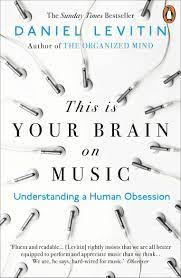 The Sunday Times Bestseller
DANIEL LEVITIN
Author of THE ORGANIZED MIND
This is
YOUR BRAIN
on
MUSIC
Understanding a Human Obsession
'Fluent and readable... [Levitin] rightly insists that we are all better
equipped to perform and appreciate music than we think...
We are, he says, hard-wired for music.' Observer